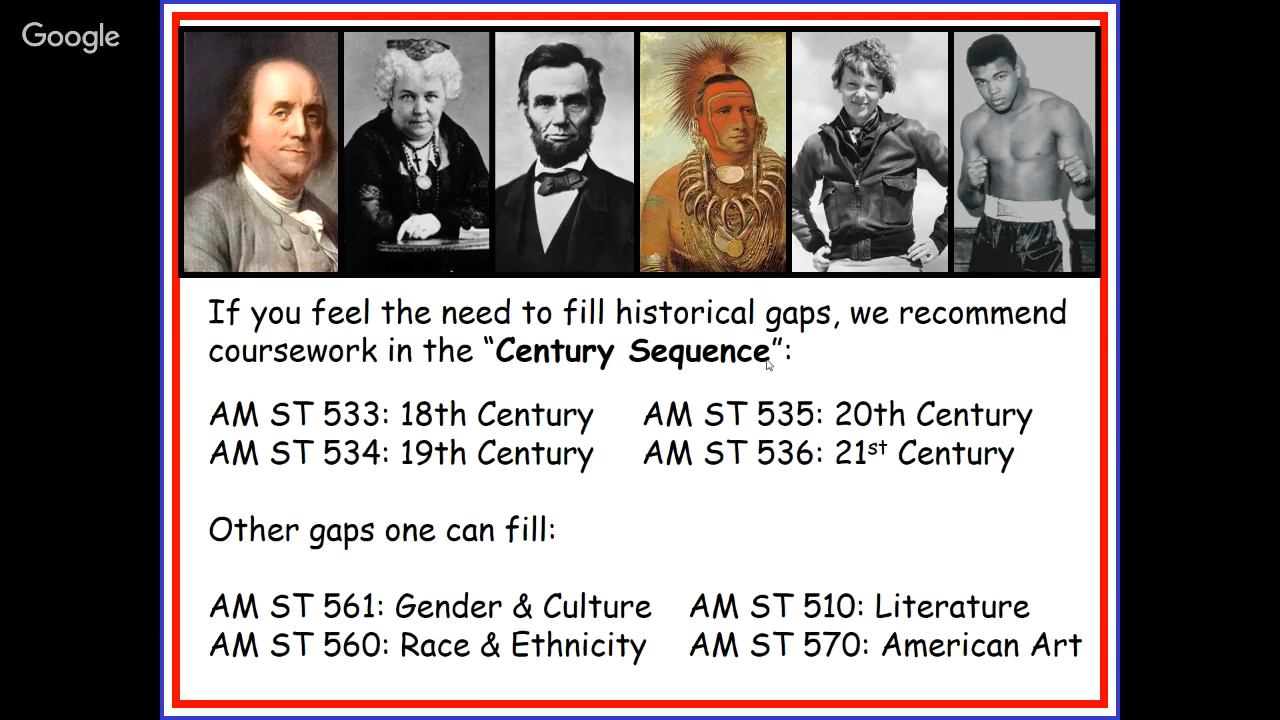 Google
If you feel the need to fill historical gaps, we recommend
coursework in the “Century Sequence”:
AM ST 533: 18th Century AM ST 535: 20th Century
AM ST 534: 19th Century AM ST 536: 21st Century
Other gaps one can fill:
AM ST 561: Gender & Culture AM ST 510: Literature
AM ST 560: Race & Ethnicity AM ST 570: American Art